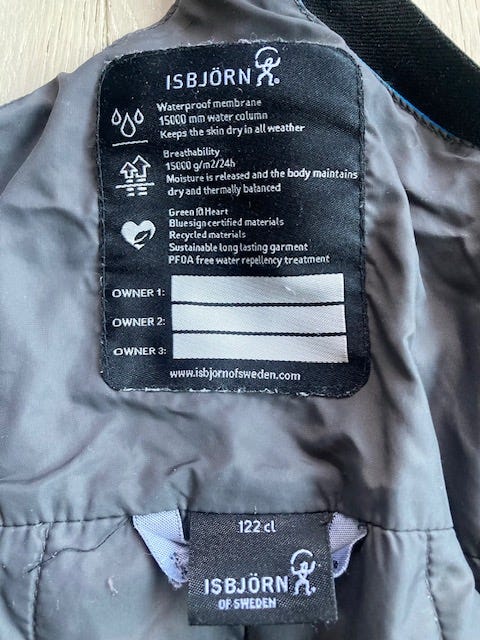 ISBJÖRN
Waterproof membrane
15000 mm water column
Keeps the skin dry in all weather
Breathability
15000 g/m2/24h
Moisture is released and the body maintains
dry and thermally balanced
Green @ Heart
Bluesign certified materials
Recycled materials
Sustainable long lasting garment
PFOA free water repellency treatment
OWNER 1:
OWNER 2:
OWNER 3:
www.isbjornofsweden.com
122 cl
ISBJÖRN
OF SWEDEN